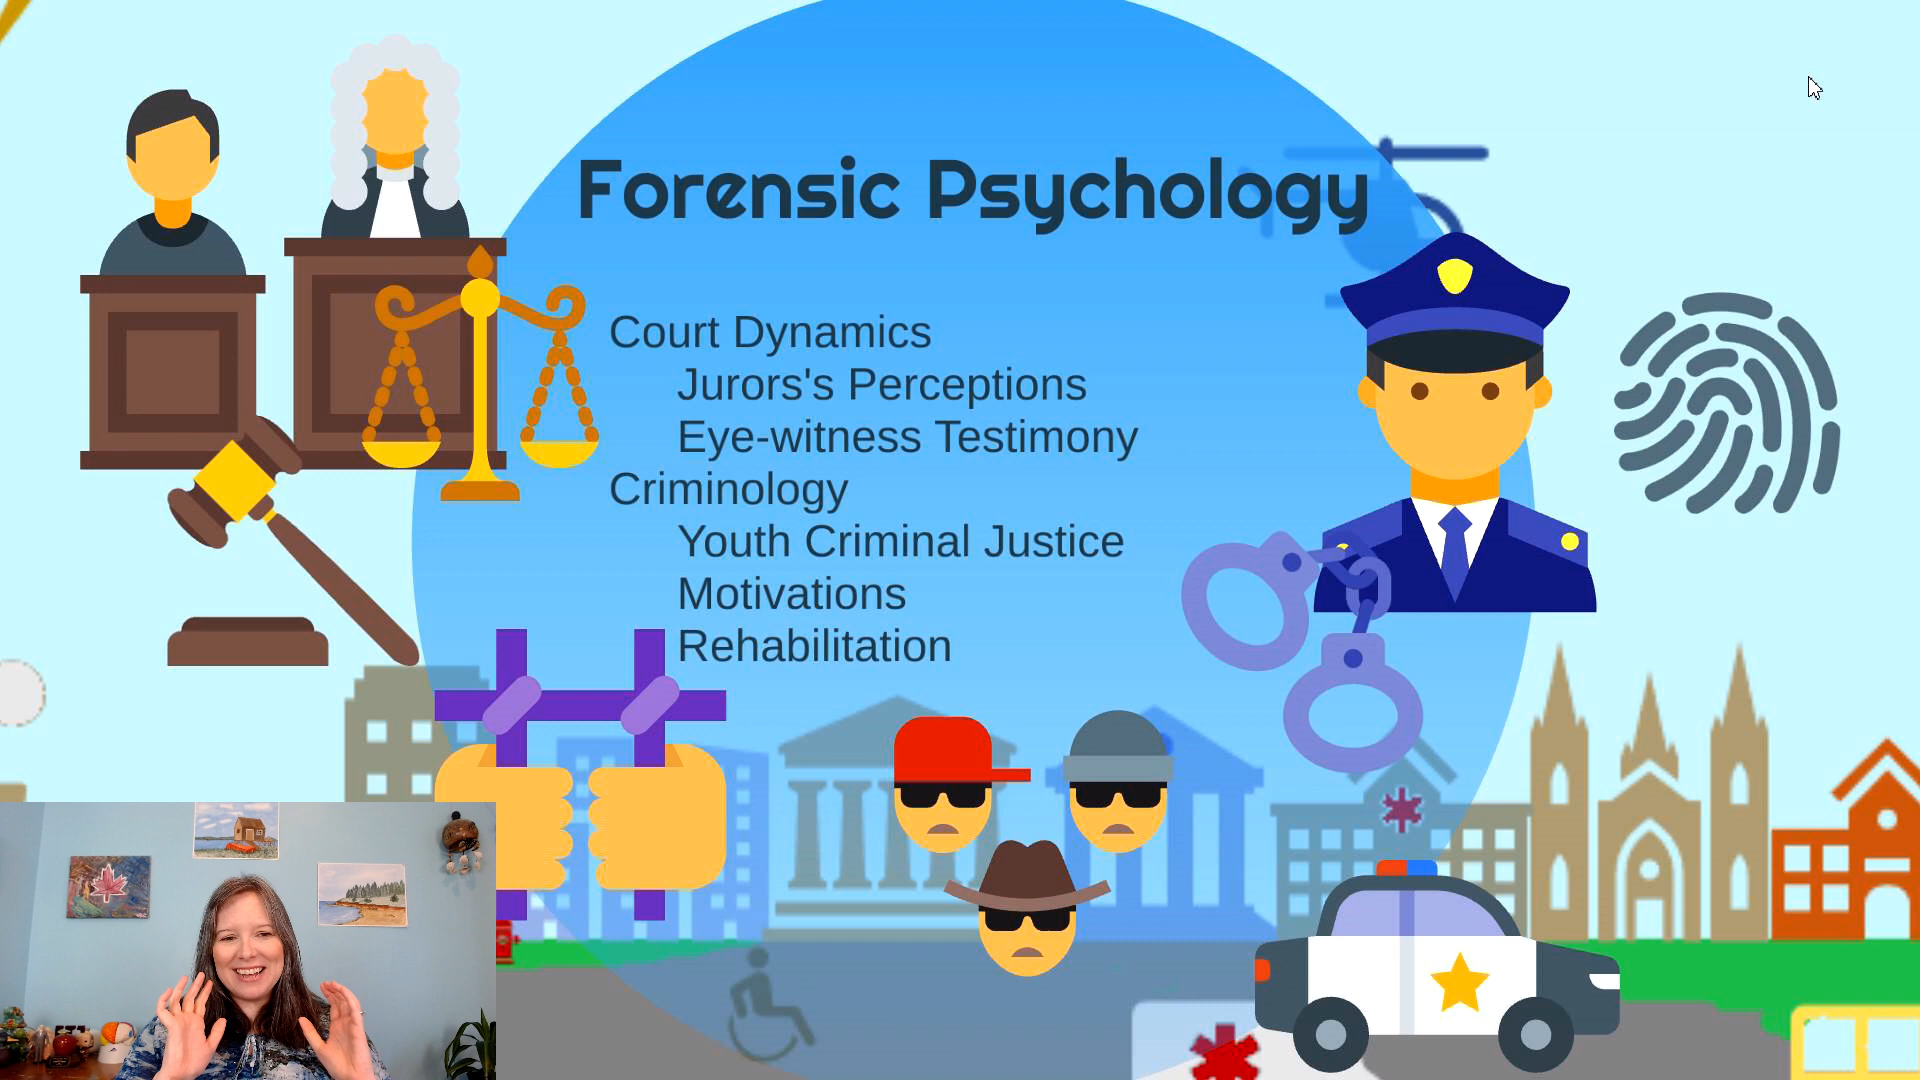 Forensic Psychology
Court Dynamics
Jurors's Perceptions
Eye-witness Testimony
Criminology
Youth Criminal Justice
Motivations
Rehabilitation